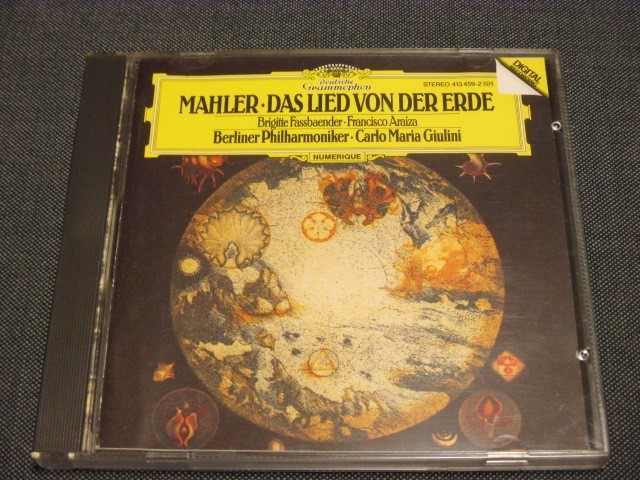 Deutsche
Grammophon
STEREO 413 459-2 GH
DIGITAL
MAHLER · DAS LIED VON DER ERDE
Brigitte Fassbaender · Francisco Araiza
Berliner Philharmoniker · Carlo Maria Giulini
NUMERIQUE